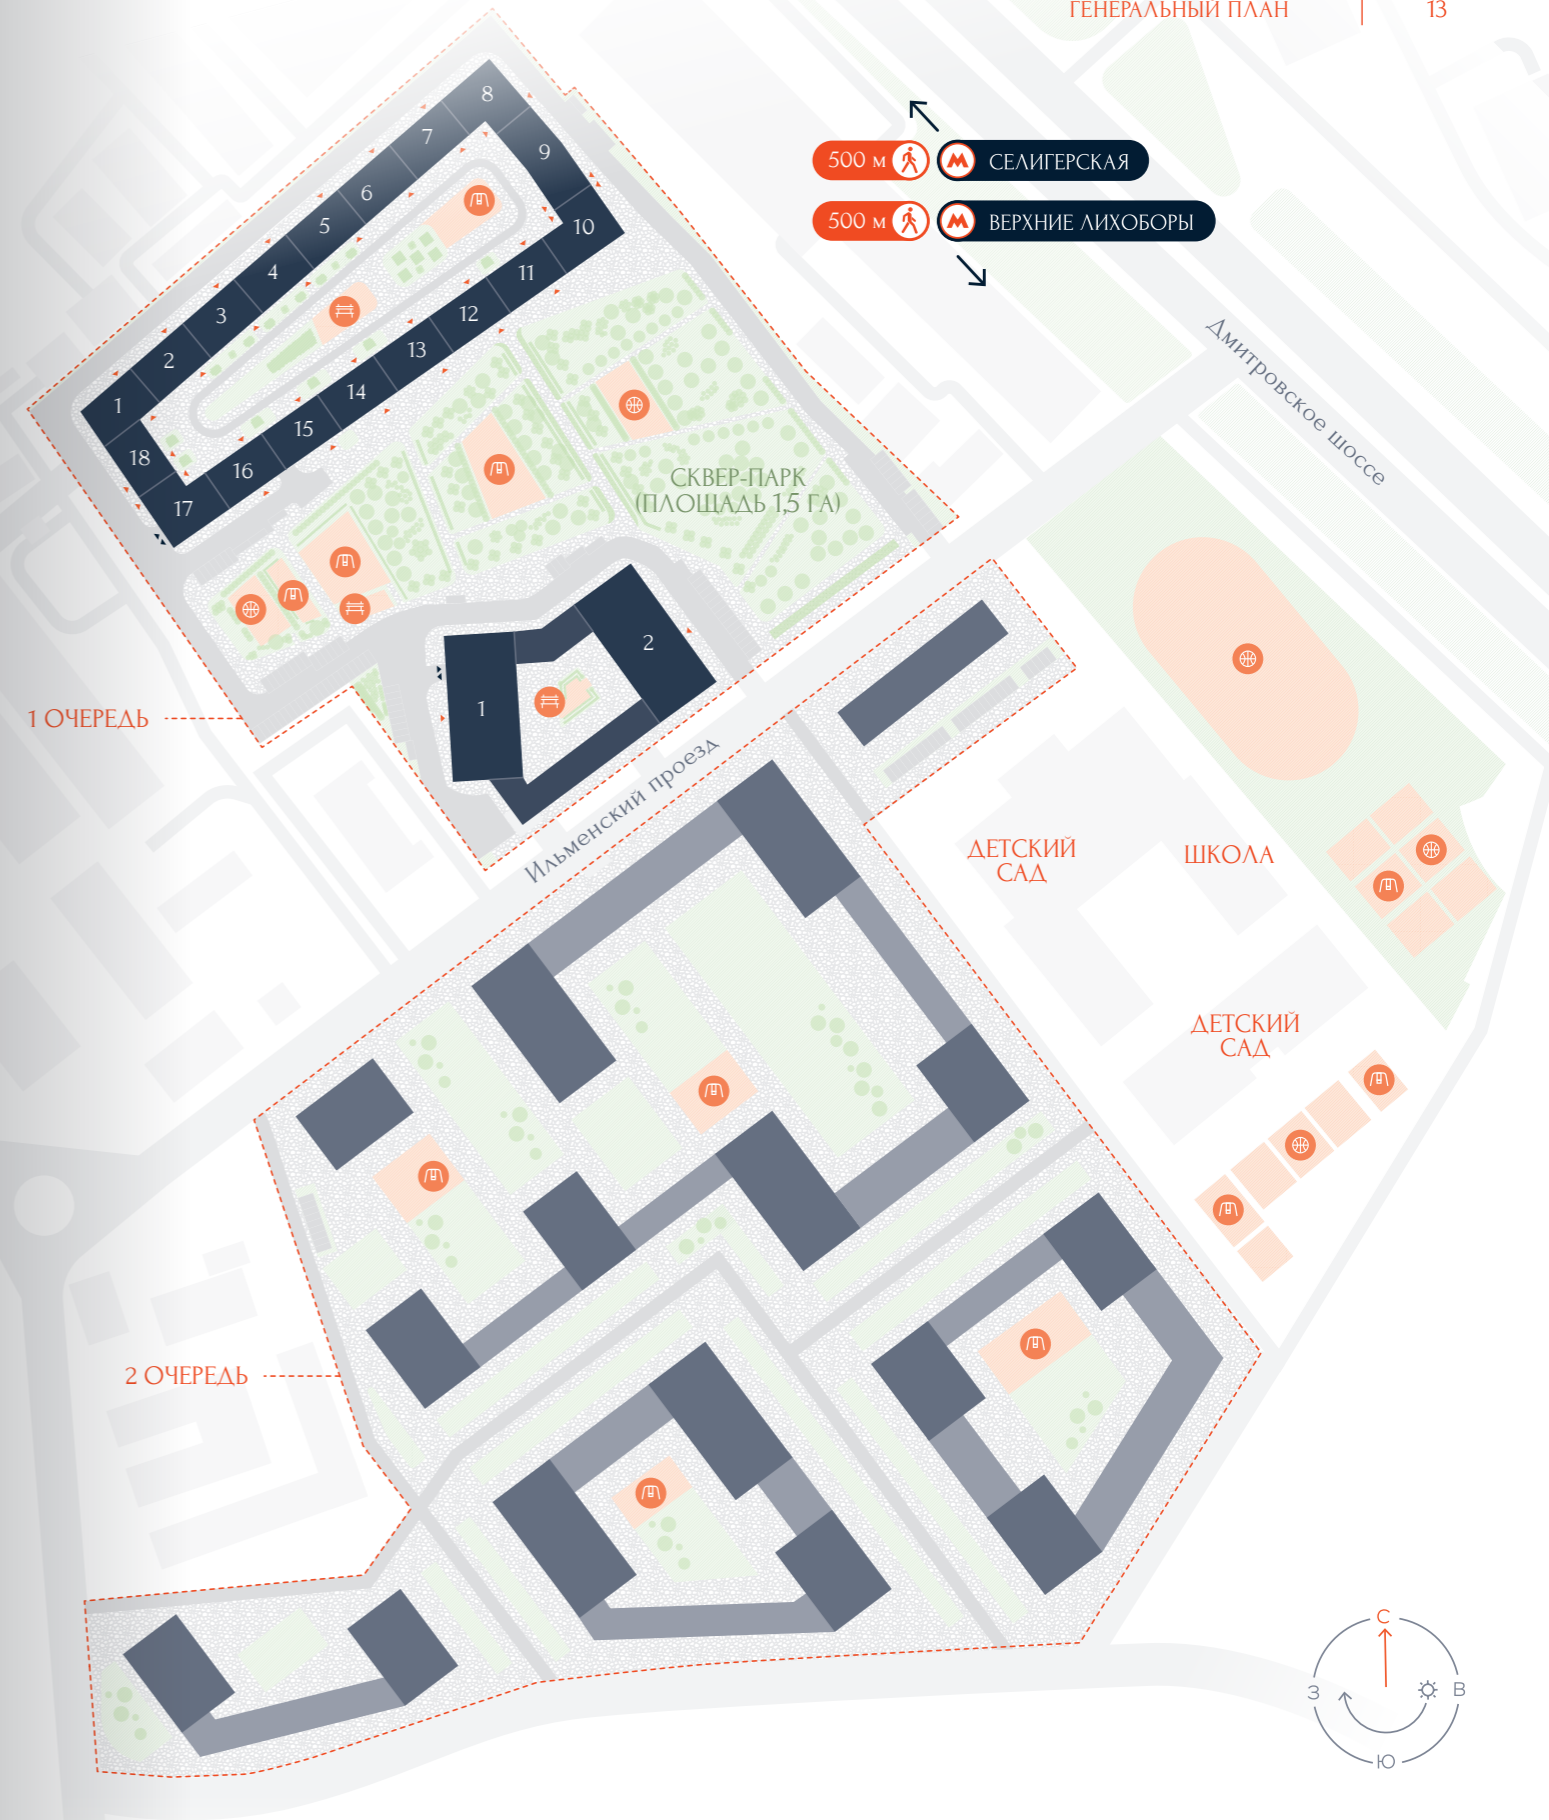 ГЕНЕРАЛЬНЫЙ ПЛАН
13
500 м
СЕЛИГЕРСКАЯ
500 м
ВЕРХНИЕ ЛИХОБОРЫ
Дмитровское шоссе
8
7
9
6
5
10
4
11
3
12
2
13
1
14
15
18
16
17
СКВЕР-ПАРК
(ПЛОЩАДЬ 1,5 ГА)
2
1
1 ОЧЕРЕДЬ
Ильменский проезд
ДЕТСКИЙ
САД
ШКОЛА
ДЕТСКИЙ
САД
2 ОЧЕРЕДЬ
С
З
В
Ю